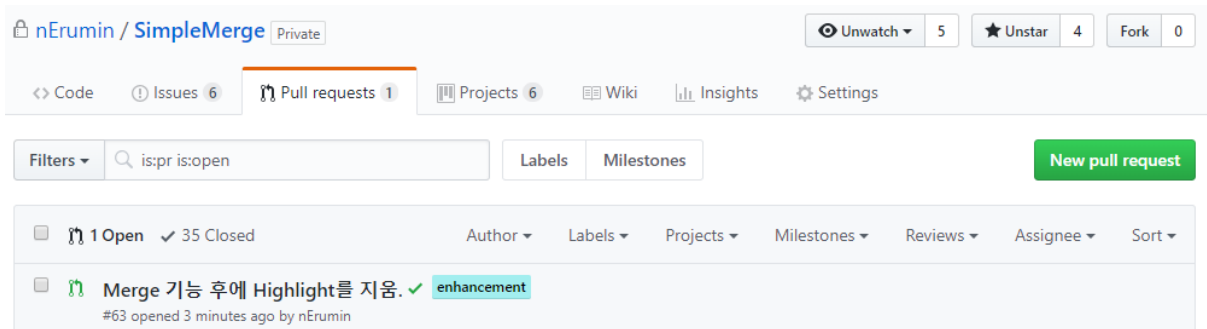 nErumin / SimpleMerge Private Unwatch 5 Unstar 4 Fork 0
Code Issues 6 Pull requests 1 Projects 6 Wiki Insights Settings
Filters is:pr is:open Labels Milestones New pull request
1 Open 35 Closed Author Labels Projects Milestones Reviews Assignee Sort
Merge 기능 후에 Highlight를 지움. enhancement
#63 opened 3 minutes ago by nErumin